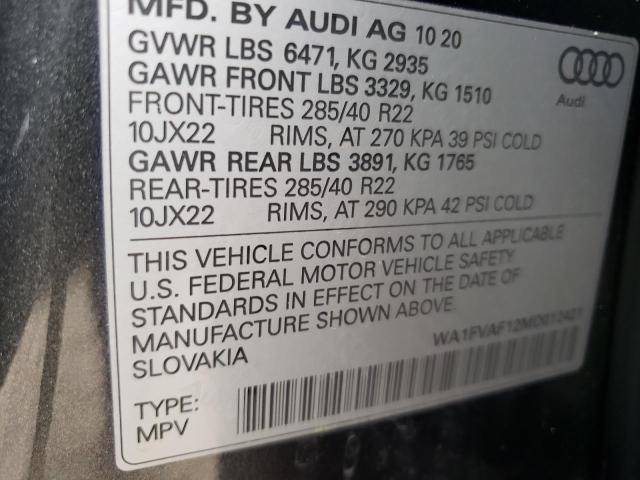 MFD. BY AUDI AG 10 20
GVWR LBS 6471, KG 2935
GAWR FRONT LBS 3329, KG 1510
FRONT-TIRES 285/40 R22
10JX22 RIMS, AT 270 KPA 39 PSI COLD
GAWR REAR LBS 3891, KG 1765
REAR-TIRES 285/40 R22
10JX22 RIMS, AT 290 KPA 42 PSI COLD
Audi
THIS VEHICLE CONFORMS TO ALL APPLICABLE
U.S. FEDERAL MOTOR VEHICLE SAFETY
STANDARDS IN EFFECT ON THE DATE OF
MANUFACTURE SHOWN ABOVE.
SLOVAKIA
WA1FVAF12MD012421
TYPE:
MPV